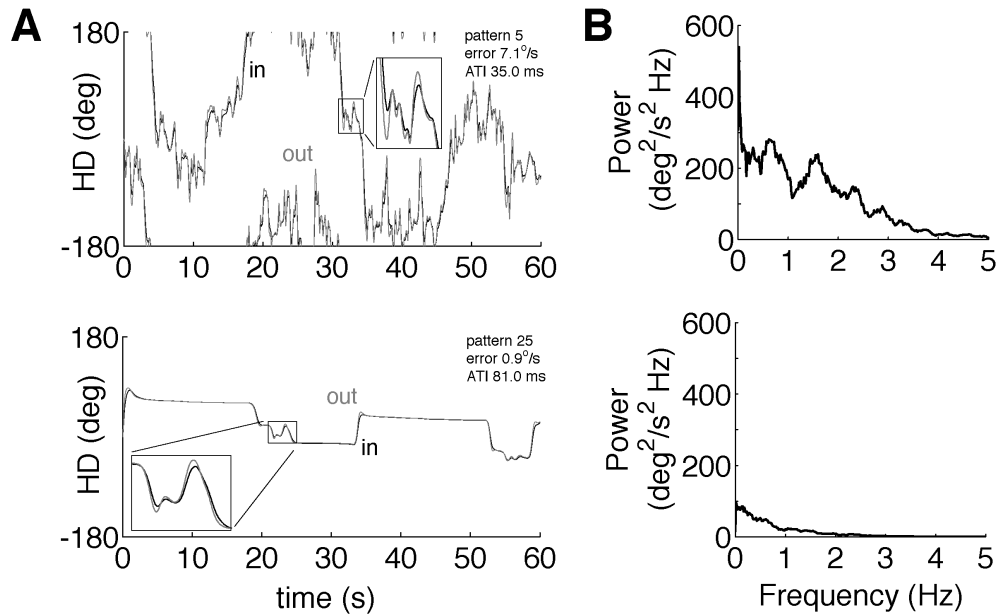 A
180
HD (deg)
-180
0 10 20 30 40 50 60
in
out
pattern 5
error 7.1°/s
ATI 35.0 ms
B
600
400
200
0
Power
(deg²/s² Hz)
0 1 2 3 4 5
180
HD (deg)
-180
0 10 20 30 40 50 60
time (s)
out
in
pattern 25
error 0.9°/s
ATI 81.0 ms
600
400
200
0
Power
(deg²/s² Hz)
0 1 2 3 4 5
Frequency (Hz)